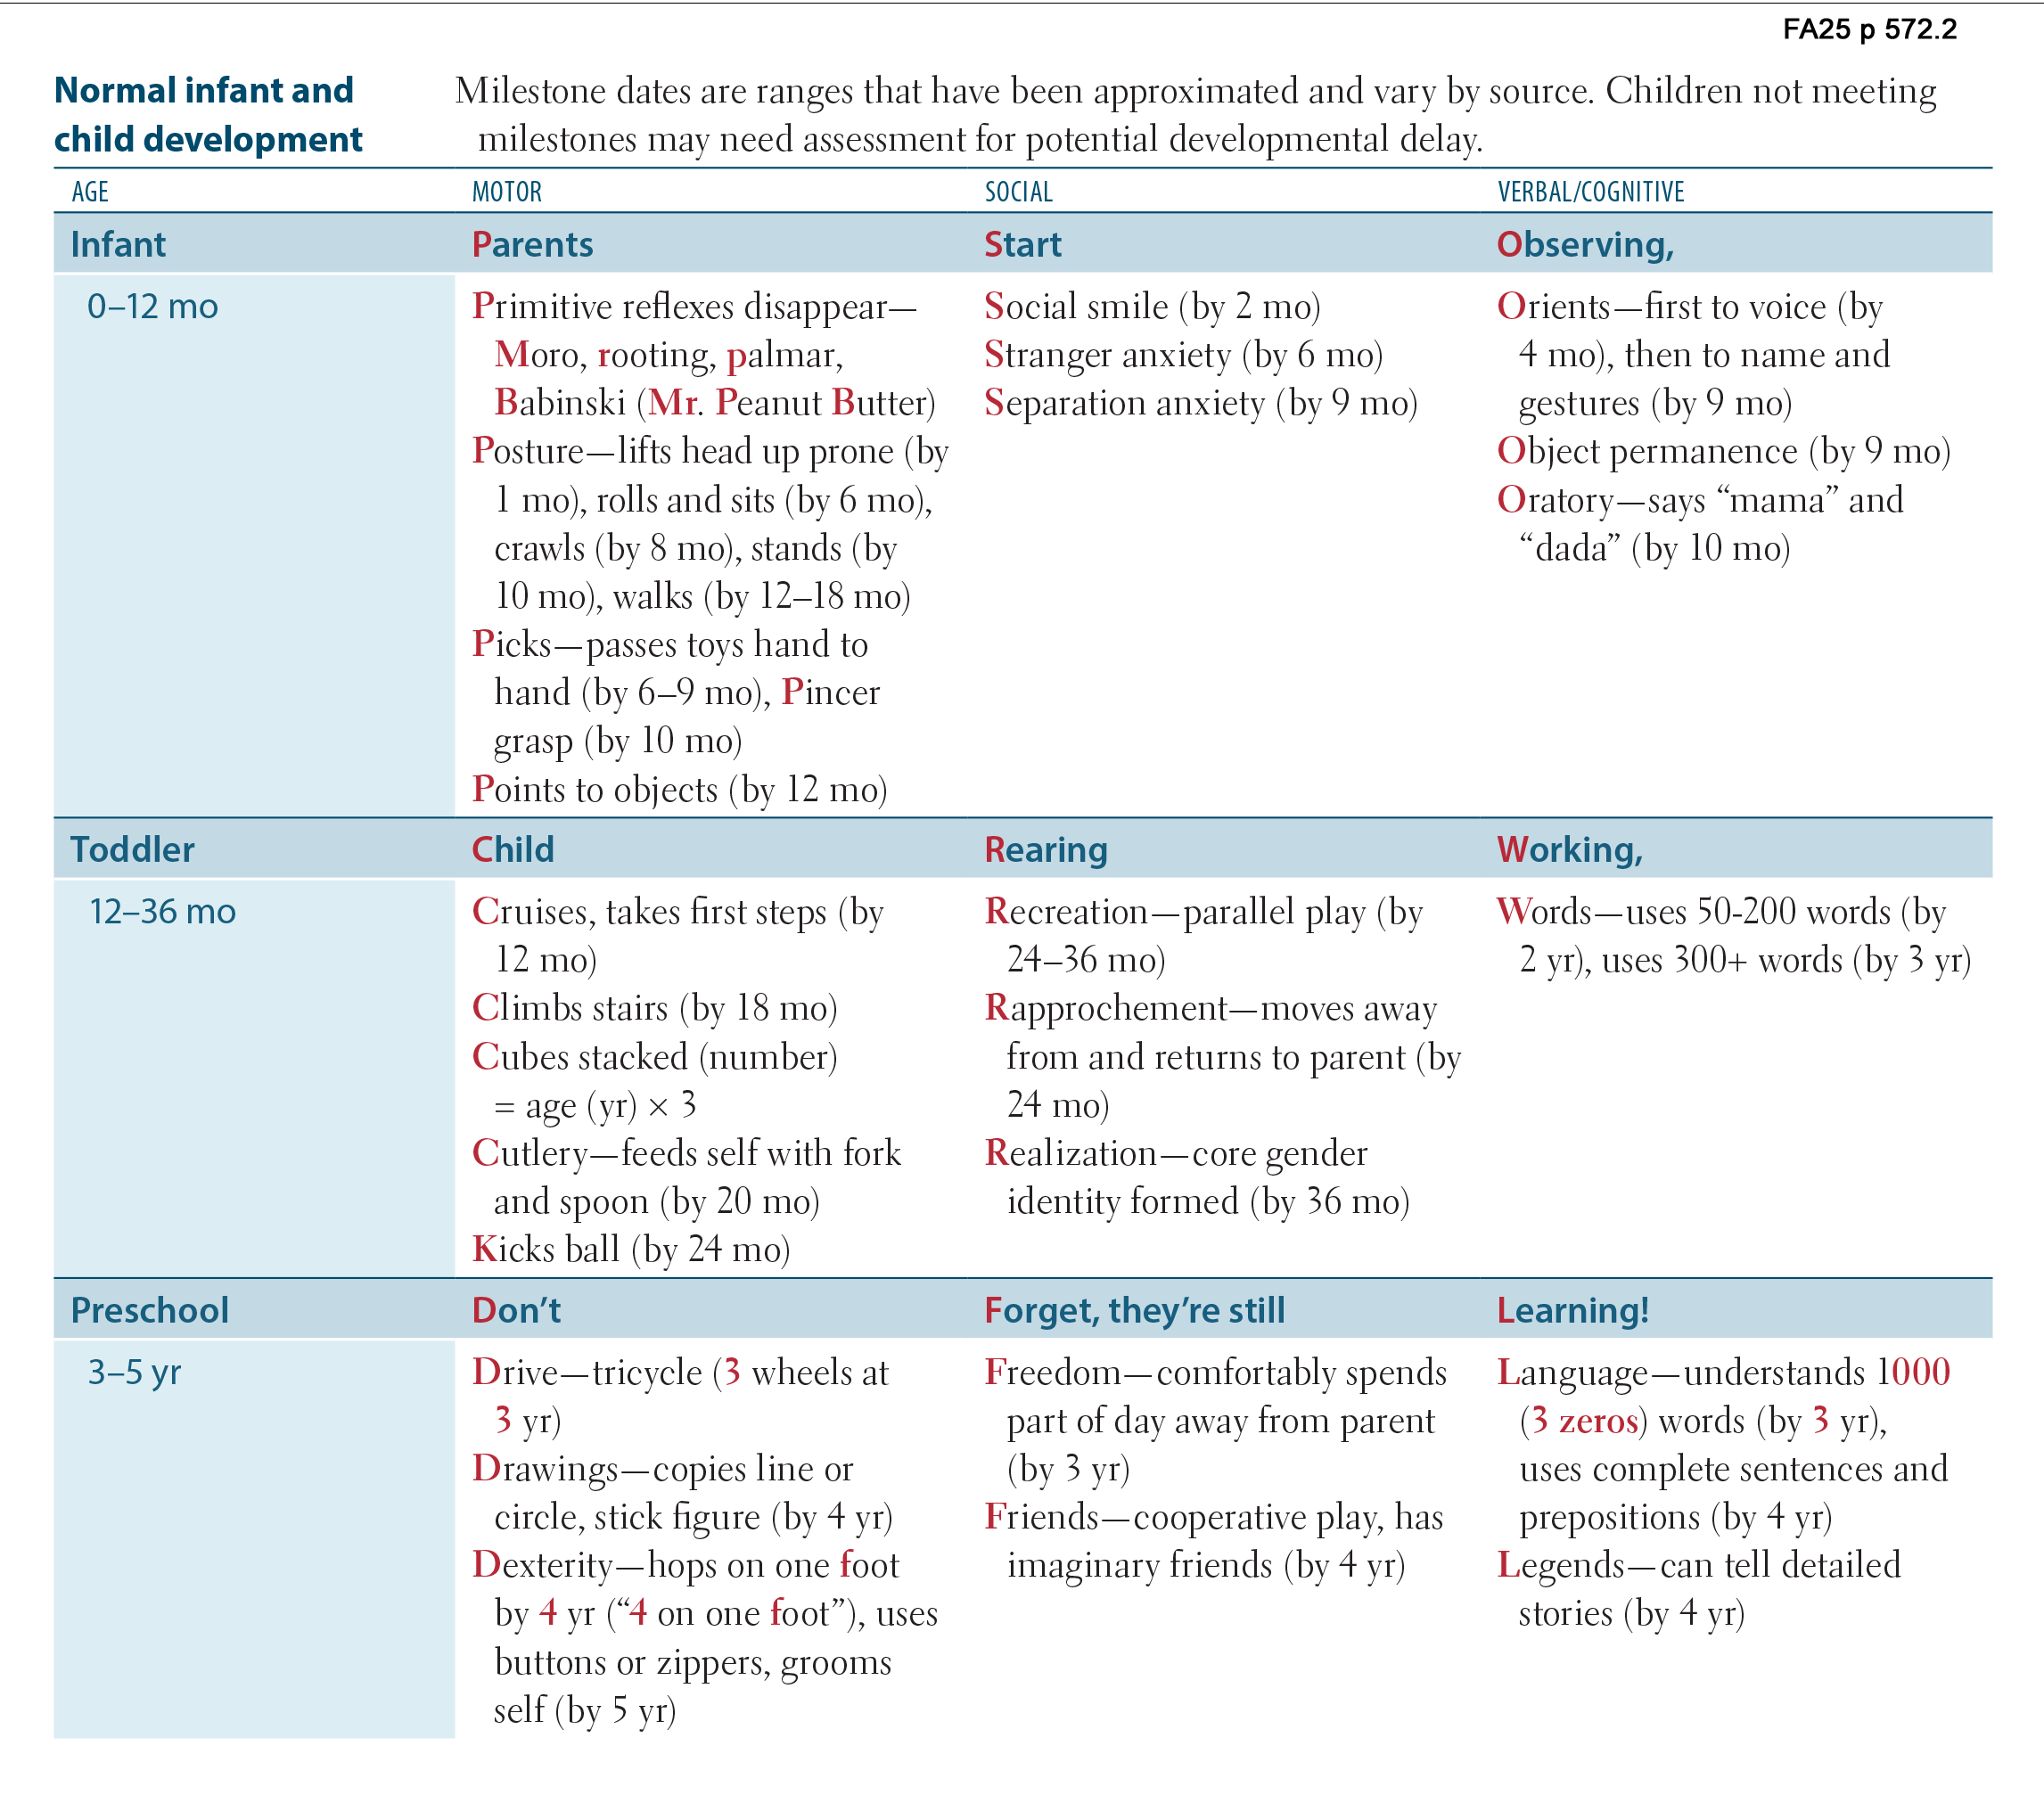 FA25 p 572.2
Normal infant and
child development
Milestone dates are ranges that have been approximated and vary by source. Children not meeting
milestones may need assessment for potential developmental delay.
AGE
MOTOR
SOCIAL
VERBAL/COGNITIVE
Infant
Parents
Start
Observing,
0–12 mo
Primitive reflexes disappear—
Moro, rooting, palmar,
Babinski (Mr. Peanut Butter)
Posture—lifts head up prone (by
1 mo), rolls and sits (by 6 mo),
crawls (by 8 mo), stands (by
10 mo), walks (by 12–18 mo)
Picks—passes toys hand to
hand (by 6–9 mo), Pincer
grasp (by 10 mo)
Points to objects (by 12 mo)
Social smile (by 2 mo)
Stranger anxiety (by 6 mo)
Separation anxiety (by 9 mo)
Orients—first to voice (by
4 mo), then to name and
gestures (by 9 mo)
Object permanence (by 9 mo)
Oratory—says “mama” and
“dada” (by 10 mo)
Toddler
Child
Rearing
Working,
12–36 mo
Cruises, takes first steps (by
12 mo)
Climbs stairs (by 18 mo)
Cubes stacked (number)
= age (yr) × 3
Cutlery—feeds self with fork
and spoon (by 20 mo)
Kicks ball (by 24 mo)
Recreation—parallel play (by
24–36 mo)
Rapprochement—moves away
from and returns to parent (by
24 mo)
Realization—core gender
identity formed (by 36 mo)
Words—uses 50-200 words (by
2 yr), uses 300+ words (by 3 yr)
Preschool
Don’t
Forget, they’re still
Learning!
3–5 yr
Drive—tricycle (3 wheels at
3 yr)
Drawings—copies line or
circle, stick figure (by 4 yr)
Dexterity—hops on one foot
by 4 yr (“4 on one foot”), uses
buttons or zippers, grooms
self (by 5 yr)
Freedom—comfortably spends
part of day away from parent
(by 3 yr)
Friends—cooperative play, has
imaginary friends (by 4 yr)
Language—understands 1000
(3 zeros) words (by 3 yr),
uses complete sentences and
prepositions (by 4 yr)
Legends—can tell detailed
stories (by 4 yr)